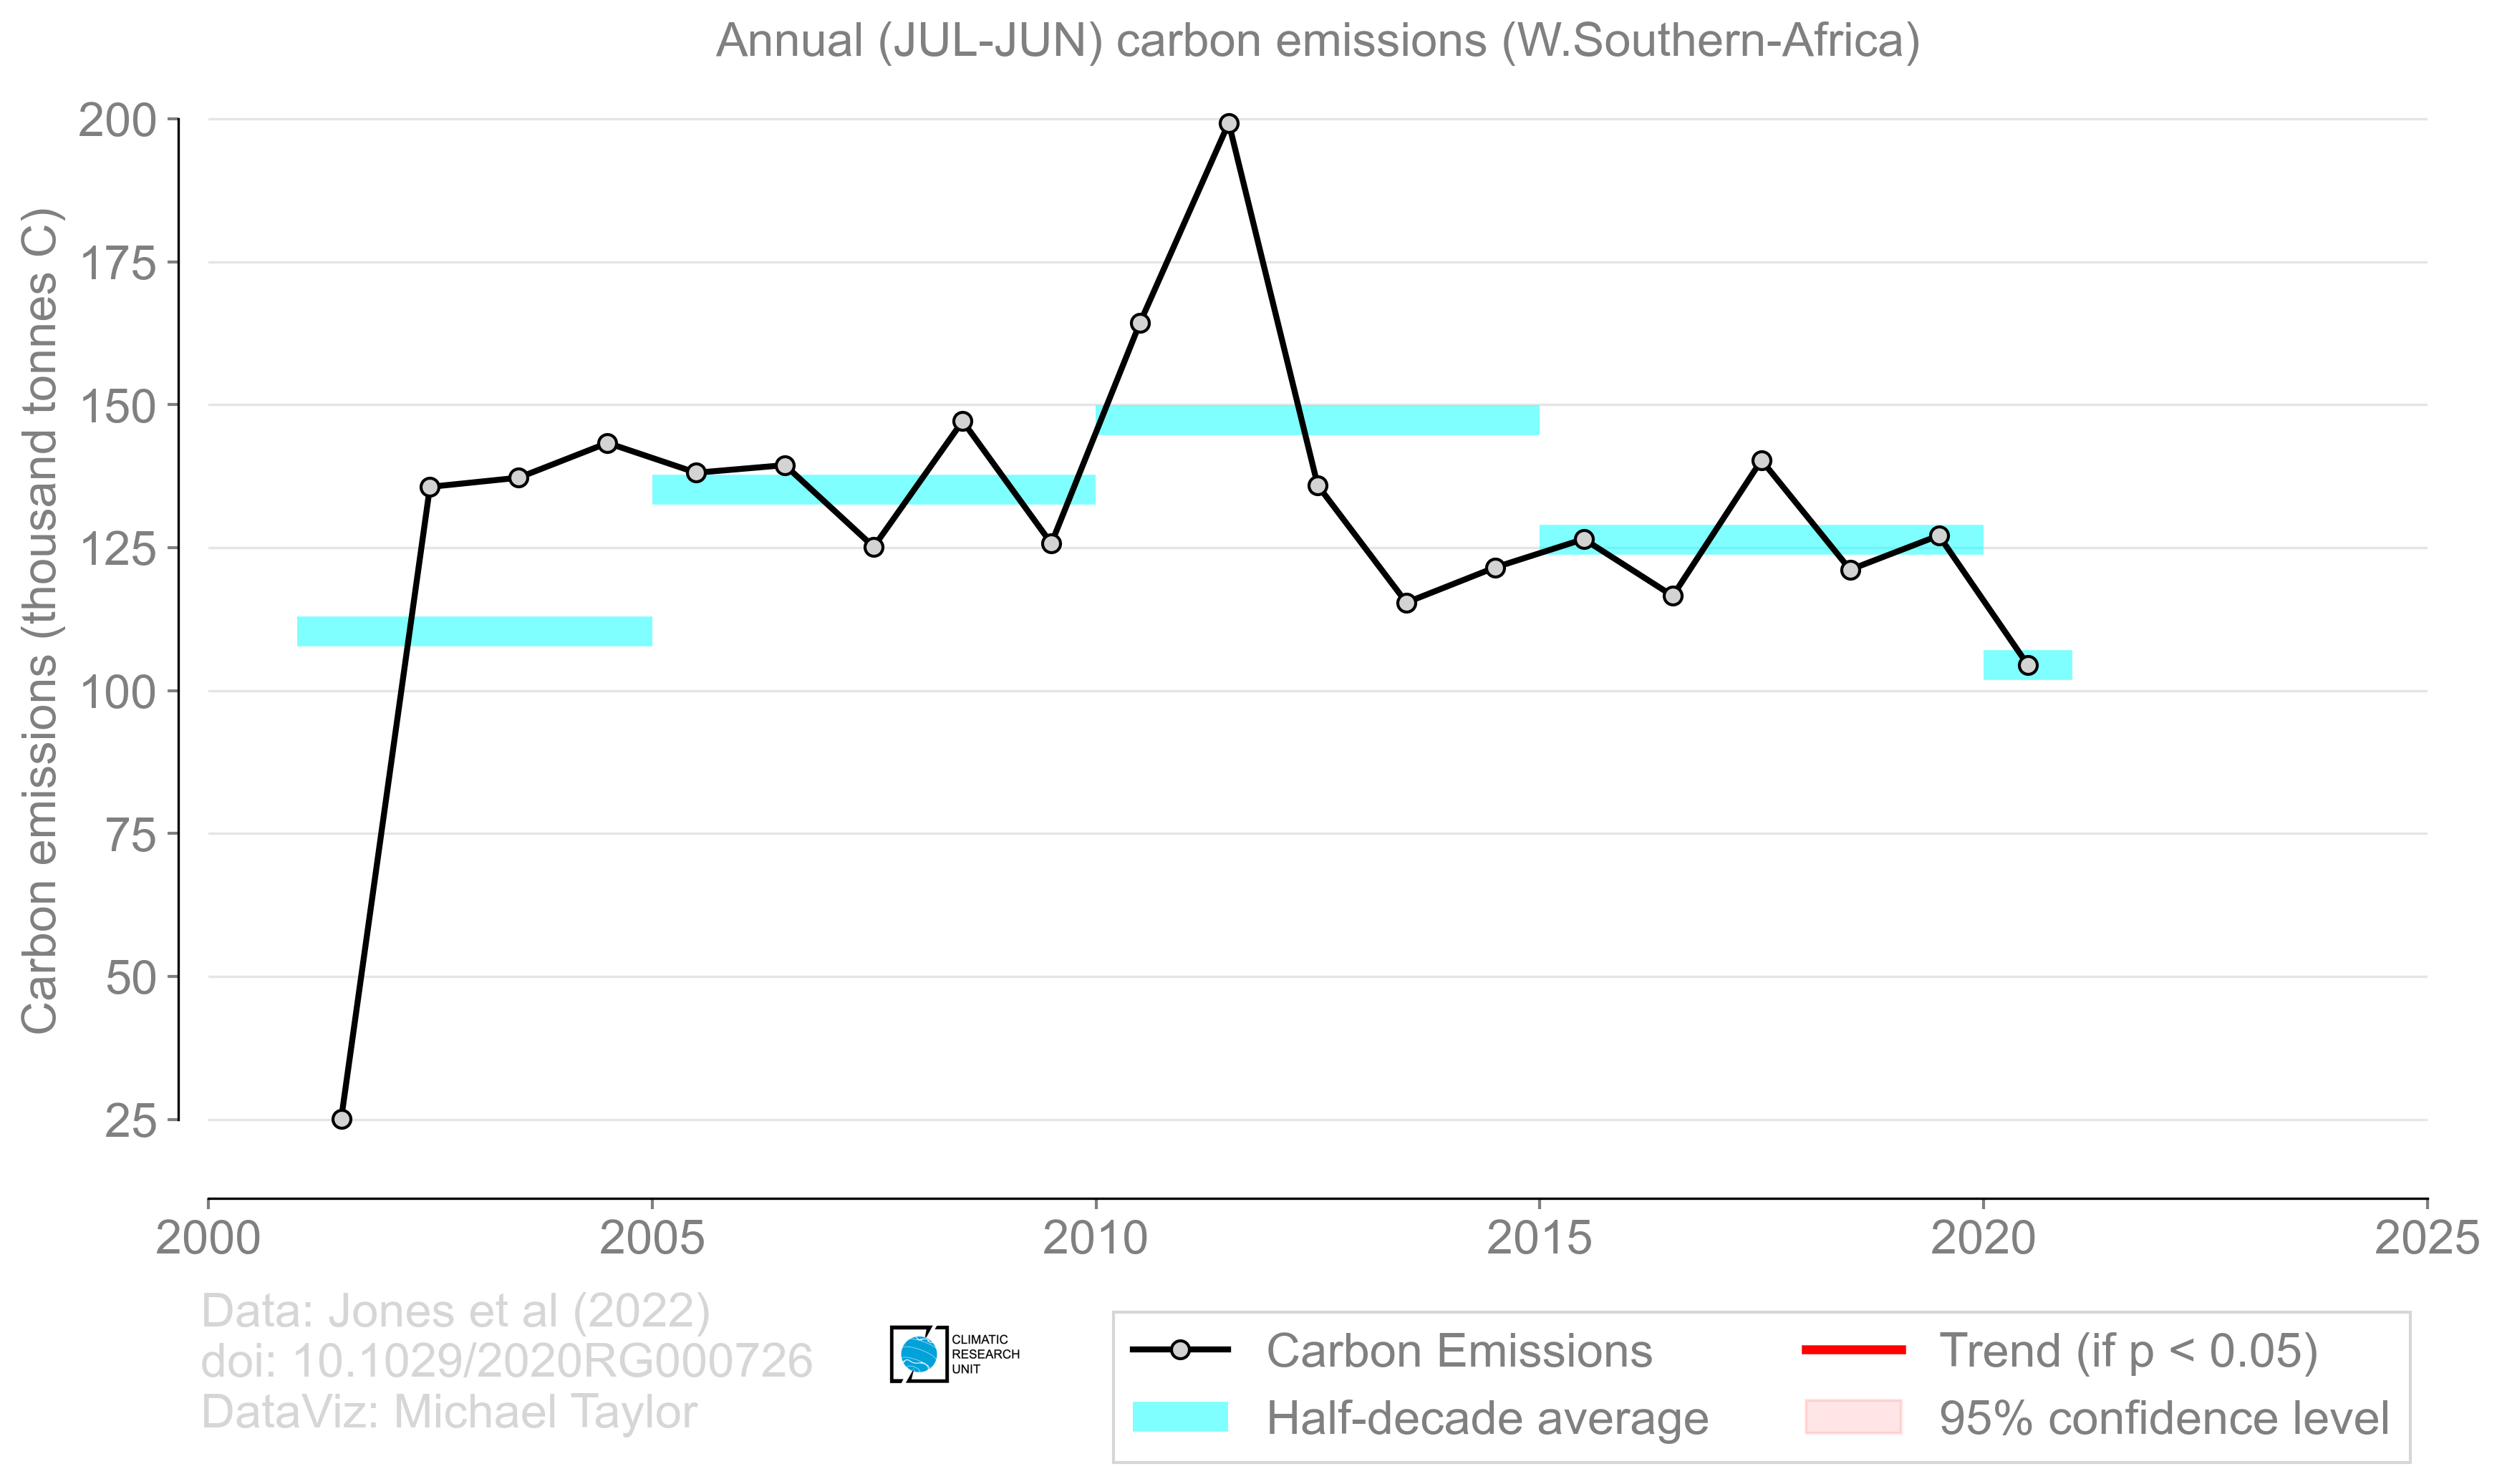 Annual (JUL-JUN) carbon emissions (W.Southern-Africa)
Carbon emissions (thousand tonnes C)
200
175
150
125
100
75
50
25
2000 2005 2010 2015 2020 2025
Data: Jones et al (2022)
doi: 10.1029/2020RG000726
DataViz: Michael Taylor
CLIMATIC
RESEARCH
UNIT
Carbon Emissions
Half-decade average
Trend (if p < 0.05)
95% confidence level